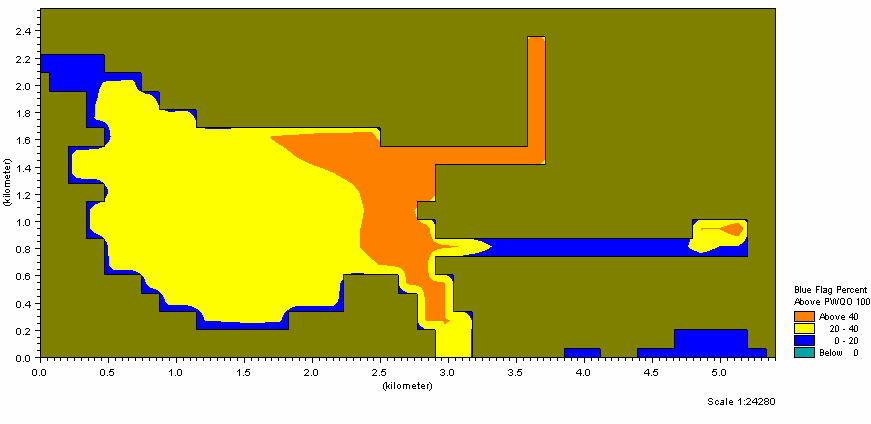 2.4
2.2
2.0
1.8
1.6
1.4
1.2
1.0
0.8
0.6
0.4
0.2
0.0
(kilometer)
0.0 0.5 1.0 1.5 2.0 2.5 3.0 3.5 4.0 4.5 5.0
(kilometer)
Blue Flag Percent
Above PWQO 100
Above 40
20 - 40
0 - 20
Below 0
Scale 1:24280